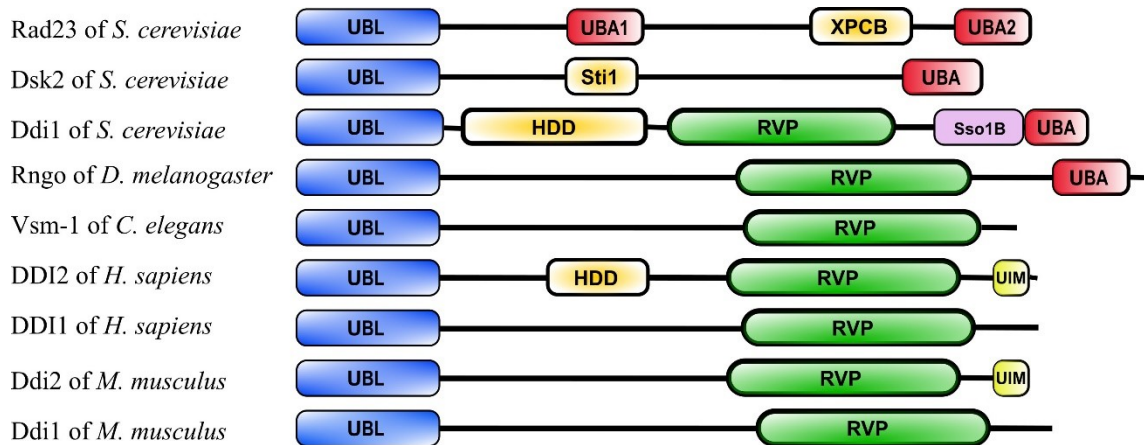 Rad23 of S. cerevisiae UBL UBA1 XPCB UBA2
Dsk2 of S. cerevisiae UBL Sti1 UBA
Ddi1 of S. cerevisiae UBL HDD RVP Sso1B UBA
Rngo of D. melanogaster UBL RVP UBA
Vsm-1 of C. elegans UBL RVP
DDI2 of H. sapiens UBL HDD RVP UIM
DDI1 of H. sapiens UBL RVP
Ddi2 of M. musculus UBL RVP UIM
Ddi1 of M. musculus UBL RVP